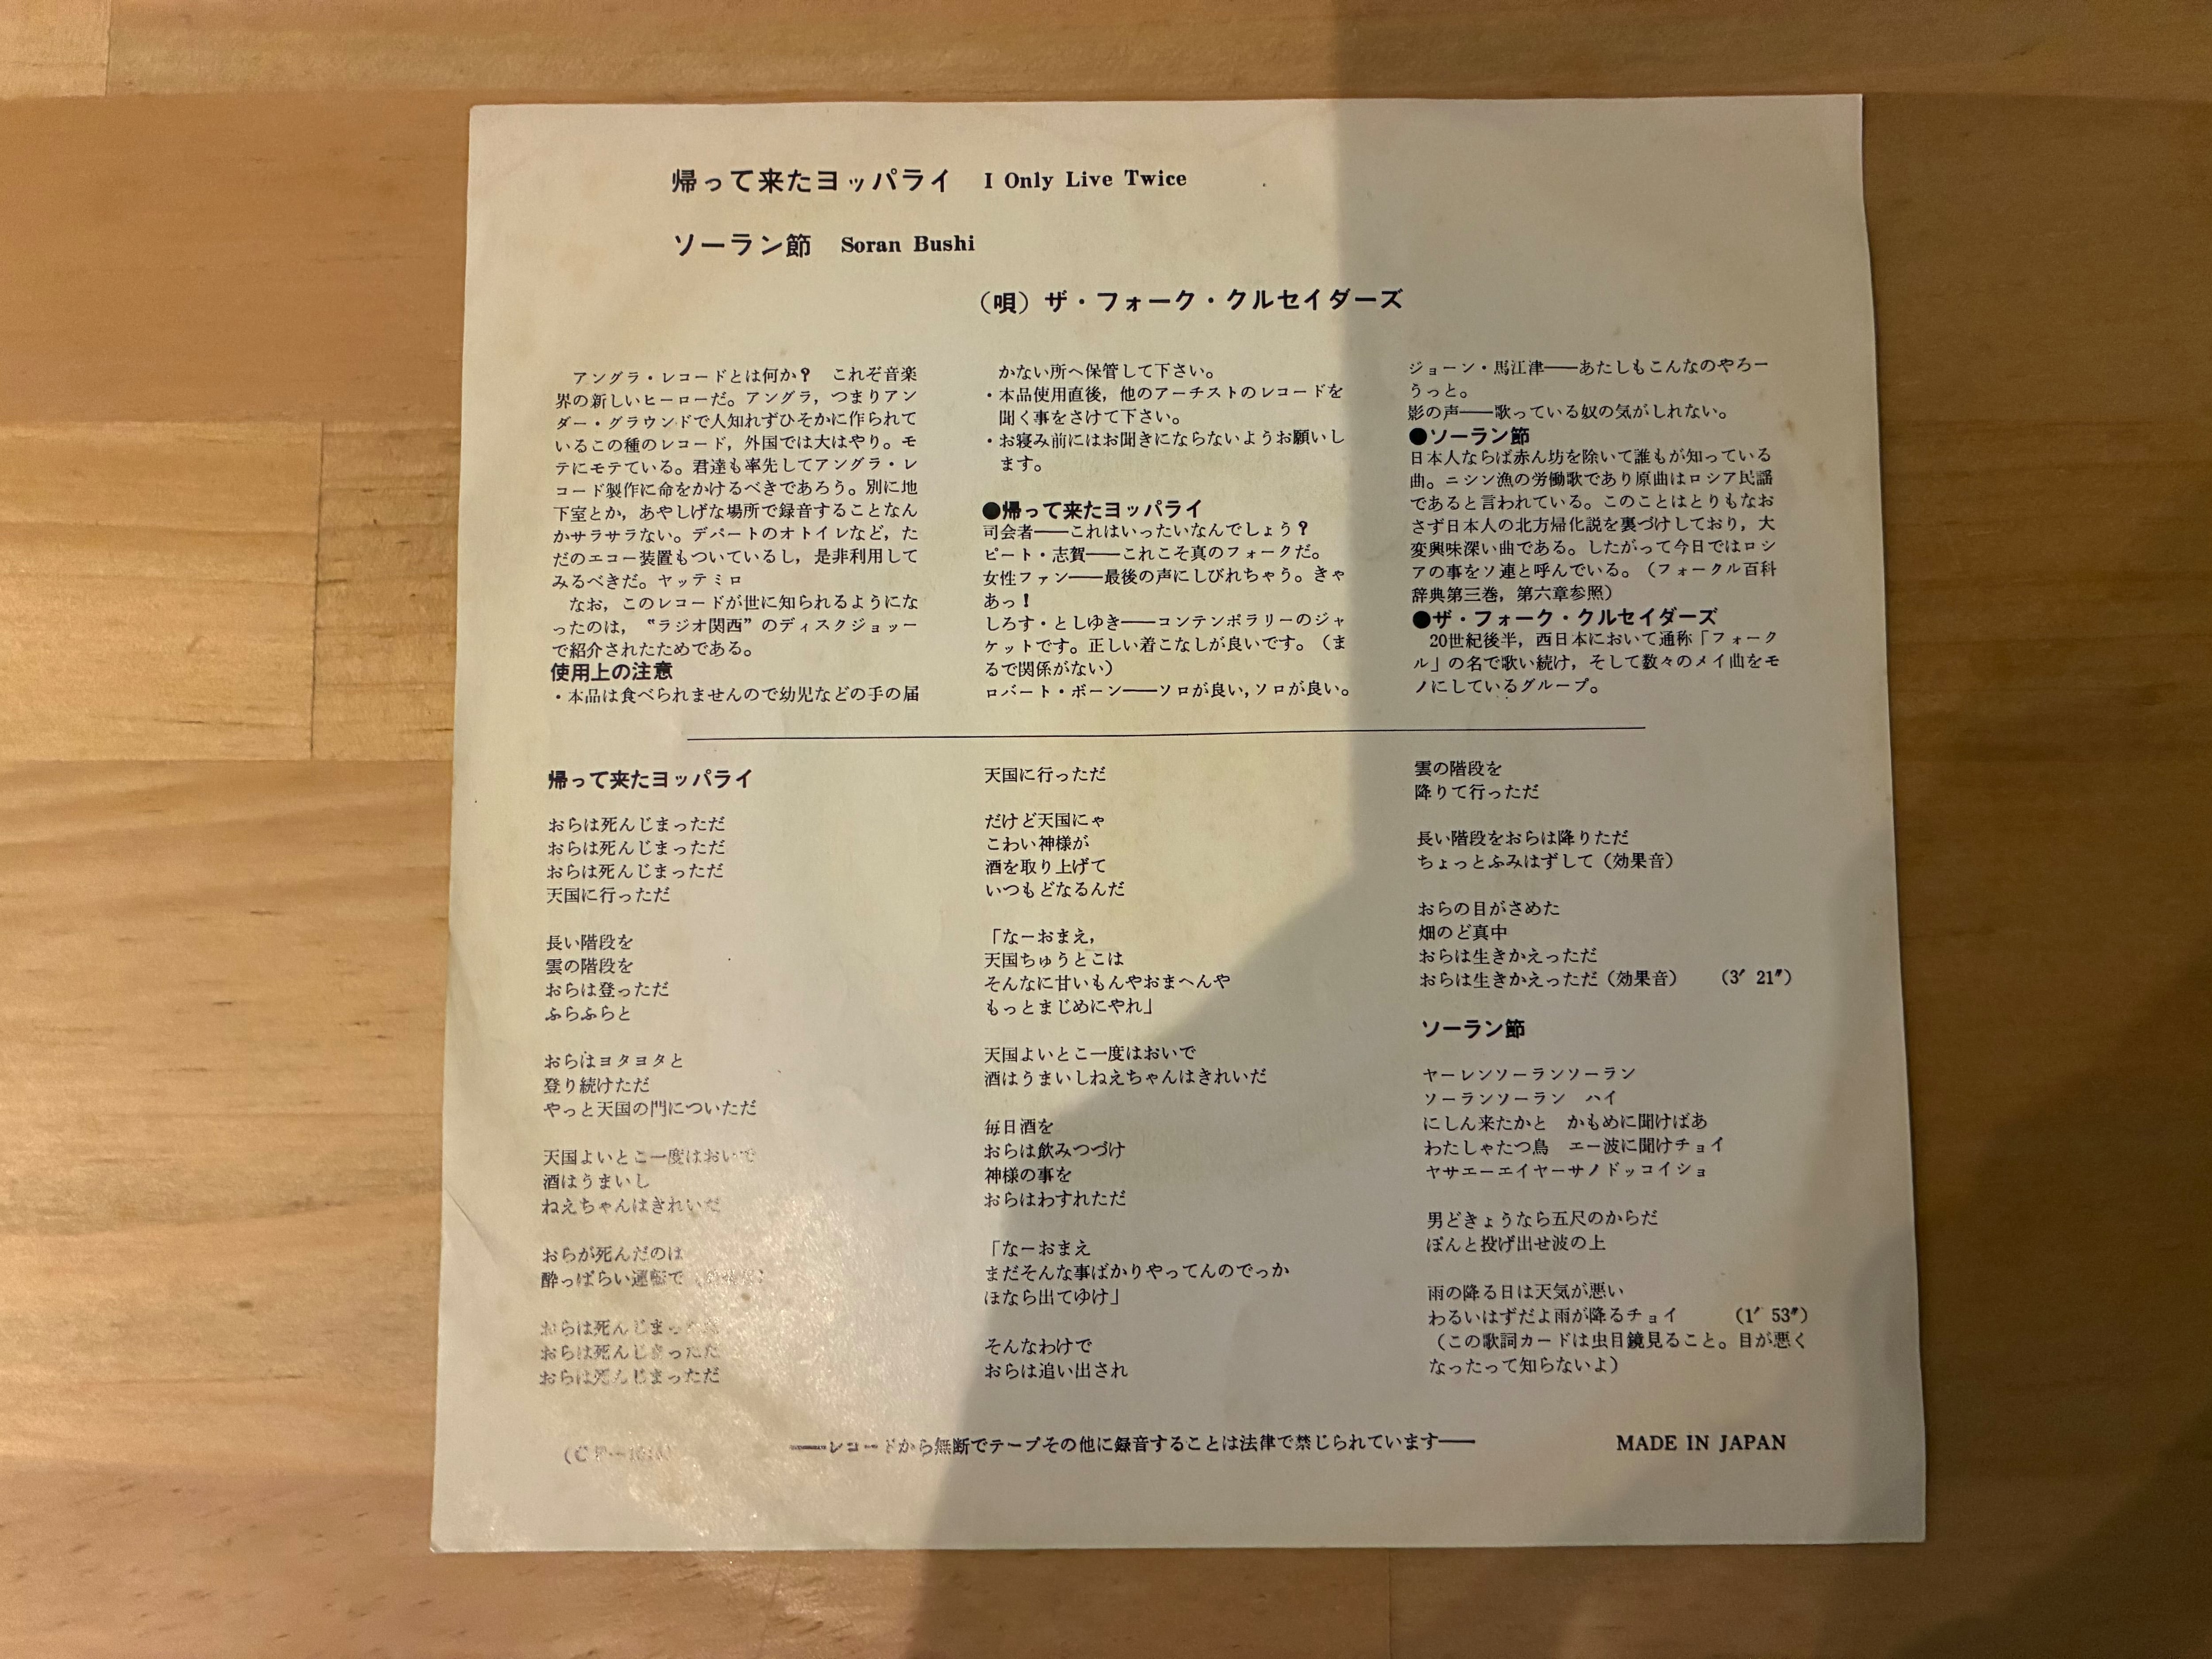 帰って来たヨッパライ　I Only Live Twice
ソーラン節　Soran Bushi
（唄）ザ・フォーク・クルセイダーズ
アングラ・レコードとは何か？　これぞ音楽
界の新しいヒーローだ。アングラ，つまりアン
ダー・グラウンドで人知れずひそかに作られて
いるこの種のレコード，外国では大はやり。モ
テにモテている。君達も率先してアングラ・レ
コード製作に命をかけるべきであろう。別に地
下室とか，あやしげな場所で録音することなん
かサラサラない。デパートのオトイレなど，た
だのエコー装置もついているし，是非利用して
みるべきだ。ヤッテミロ
なお，このレコードが世に知られるようにな
ったのは，“ラジオ関西”のディスクジョッー
で紹介されたためである。
使用上の注意
・本品は食べられませんので幼児などの手の届
かない所へ保管して下さい。
・本品使用直後，他のアーチストのレコードを
聞く事をさけて下さい。
・お寝み前にはお聞きにならないようお願いし
ます。
●帰って来たヨッパライ
司会者――これはいったいなんでしょう？
ピート・志賀――これこそ真のフォークだ。
女性ファン――最後の声にしびれちゃう。きゃ
あっ！
しろす・としゆき――コンテンポラリーのジャ
ケットです。正しい着こなしが良いです。（ま
るで関係がない）
ロバート・ボーン――ソロが良い，ソロが良い。
ジョーン・馬江津――あたしもこんなのやろー
うっと。
影の声――歌っている奴の気がしれない。
●ソーラン節
日本人ならば赤ん坊を除いて誰もが知っている
曲。ニシン漁の労働歌であり原曲はロシア民謡
であると言われている。このことはとりもなお
さず日本人の北方帰化説を裏づけしており，大
変興味深い曲である。したがって今日ではロシ
アの事をソ連と呼んでいる。（フォークル百科
辞典第三巻，第六章参照）
●ザ・フォーク・クルセイダーズ
20世紀後半，西日本において通称「フォーク
ル」の名で歌い続け，そして数々のメイ曲をモ
ノにしているグループ。
帰って来たヨッパライ
おらは死んじまっただ
おらは死んじまっただ
おらは死んじまっただ
天国に行っただ
長い階段を
雲の階段を
おらは登っただ
ふらふらと
おらはヨタヨタと
登り続けただ
やっと天国の門についただ
天国よいとこ一度はおいで
酒はうまいし
ねえちゃんはきれいだ
おらが死んだのは
酔っぱらい運転で
おらは死んじまっただ
おらは死んじまっただ
おらは死んじまっただ
天国に行っただ
だけど天国にゃ
こわい神様が
酒を取り上げて
いつもどなるんだ
「なーおまえ，
天国ちゅうとこは
そんなに甘いもんやおまへんや
もっとまじめにやれ」
天国よいとこ一度はおいで
酒はうまいしねえちゃんはきれいだ
毎日酒を
おらは飲みつづけ
神様の事を
おらはわすれただ
「なーおまえ
まだそんな事ばかりやってんのでっか
ほなら出てゆけ」
そんなわけで
おらは追い出され
雲の階段を
降りて行っただ
長い階段をおらは降りただ
ちょっとふみはずして（効果音）
おらの目がさめた
畑のど真中
おらは生きかえっただ
おらは生きかえっただ（効果音）　（3′ 21″）
ソーラン節
ヤーレンソーランソーラン
ソーランソーラン　ハイ
にしん来たかと　かもめに聞けばあ
わたしゃたつ鳥　エー波に聞けチョイ
ヤサエーエイヤーサノドッコイショ
男どきょうなら五尺のからだ
ぽんと投げ出せ波の上
雨の降る日は天気が悪い
わるいはずだよ雨が降るチョイ　（1′ 53″）
（この歌詞カードは虫目鏡見ること。目が悪く
なったって知らないよ）
――レコードから無断でテープその他に録音することは法律で禁じられています――
MADE IN JAPAN